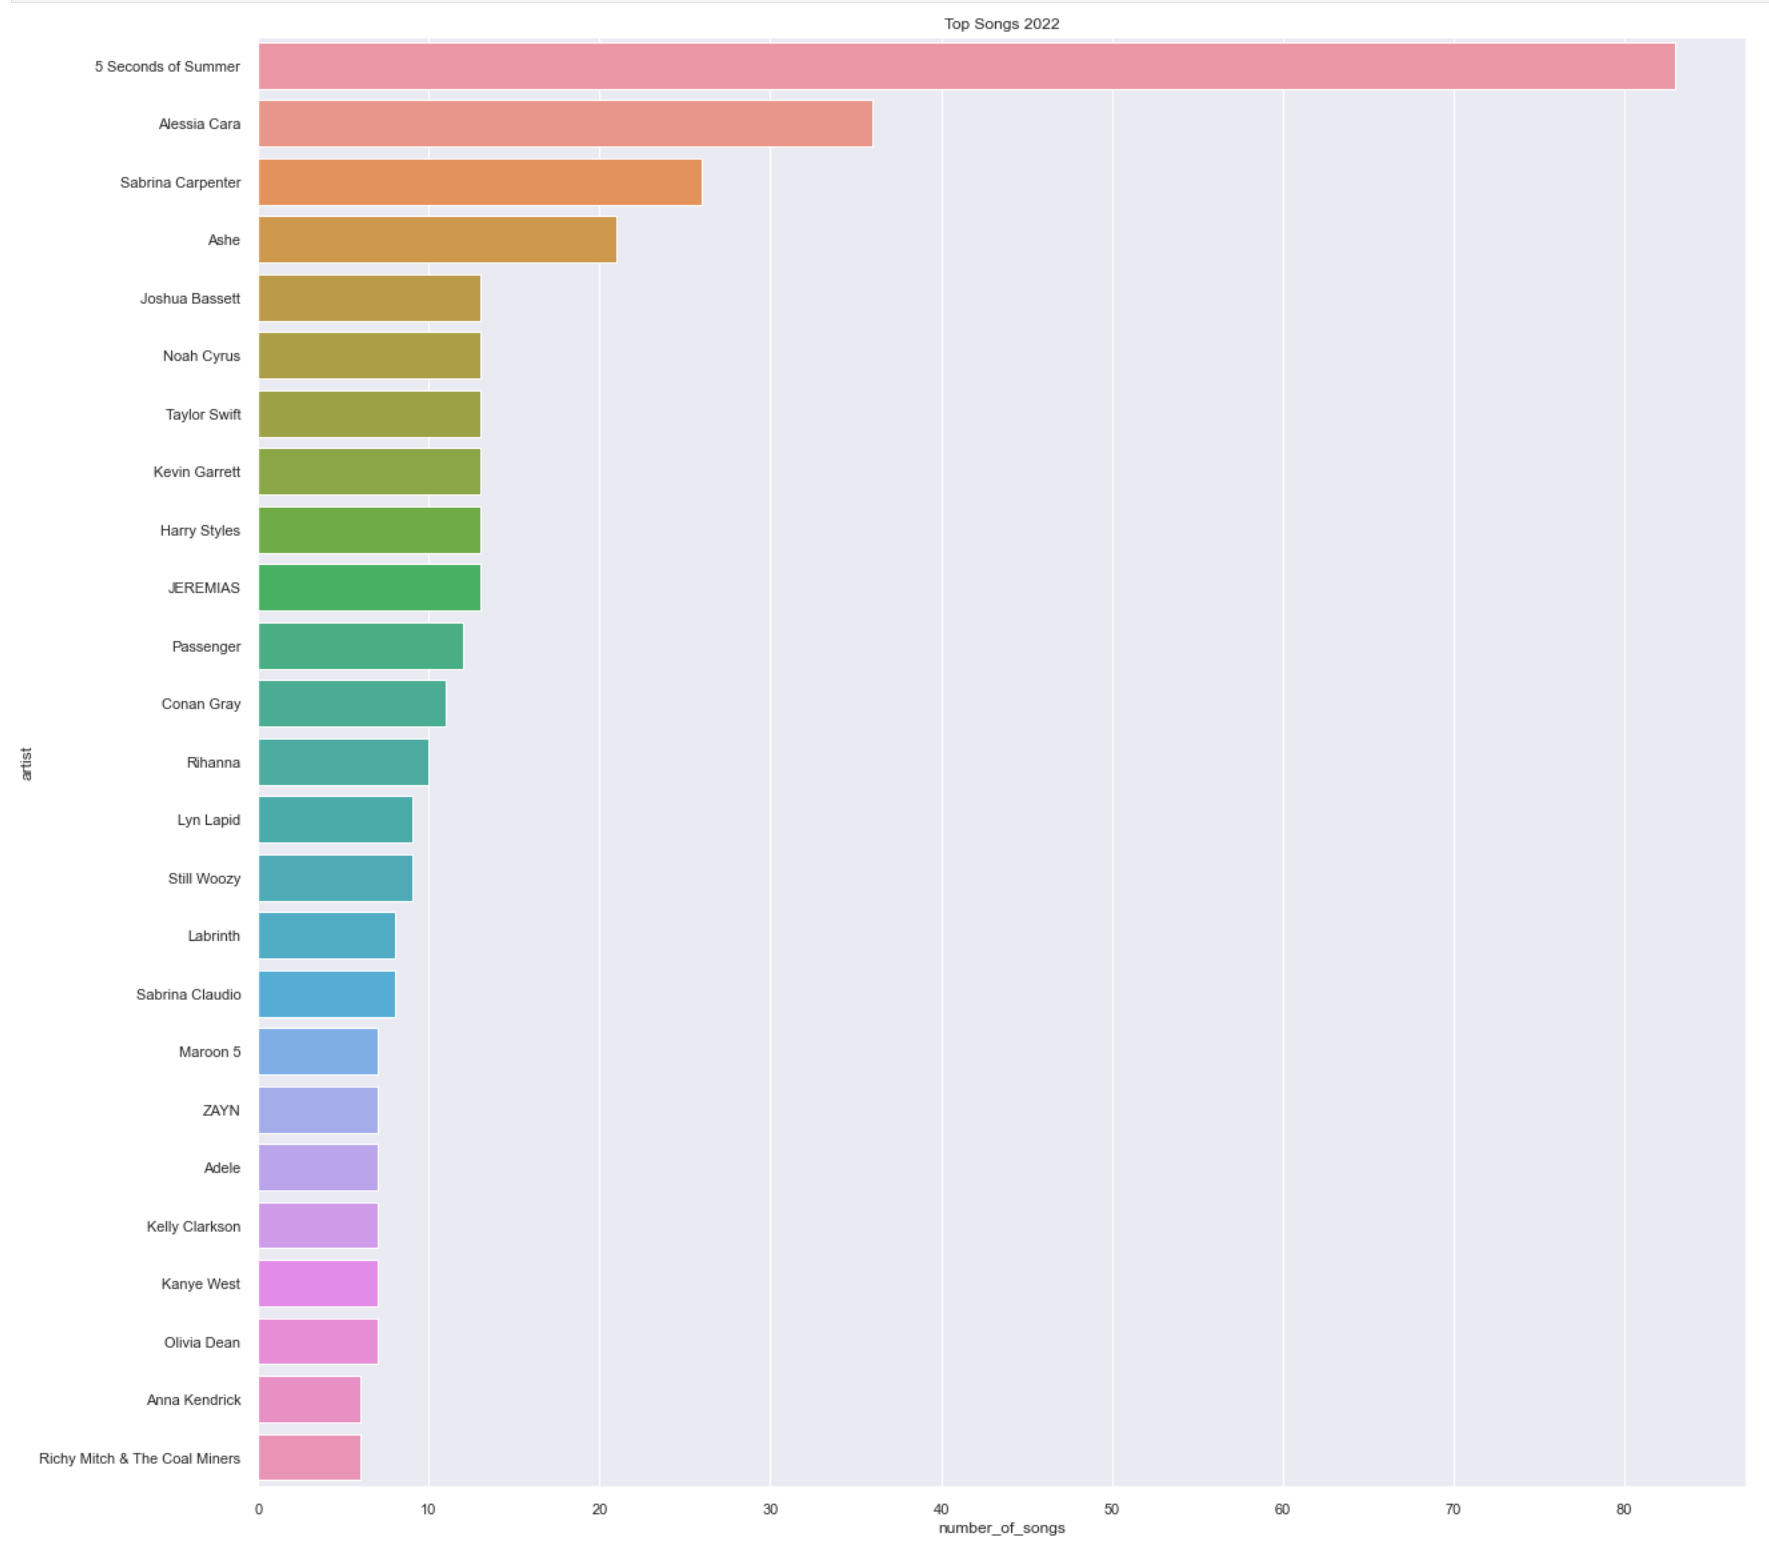 Top Songs 2022
5 Seconds of Summer
Alessia Cara
Sabrina Carpenter
Ashe
Joshua Bassett
Noah Cyrus
Taylor Swift
Kevin Garrett
Harry Styles
JEREMIAS
Passenger
Conan Gray
Rihanna
Lyn Lapid
Still Woozy
Labrinth
Sabrina Claudio
Maroon 5
ZAYN
Adele
Kelly Clarkson
Kanye West
Olivia Dean
Anna Kendrick
Richy Mitch & The Coal Miners
artist
0 10 20 30 40 50 60 70 80
number_of_songs